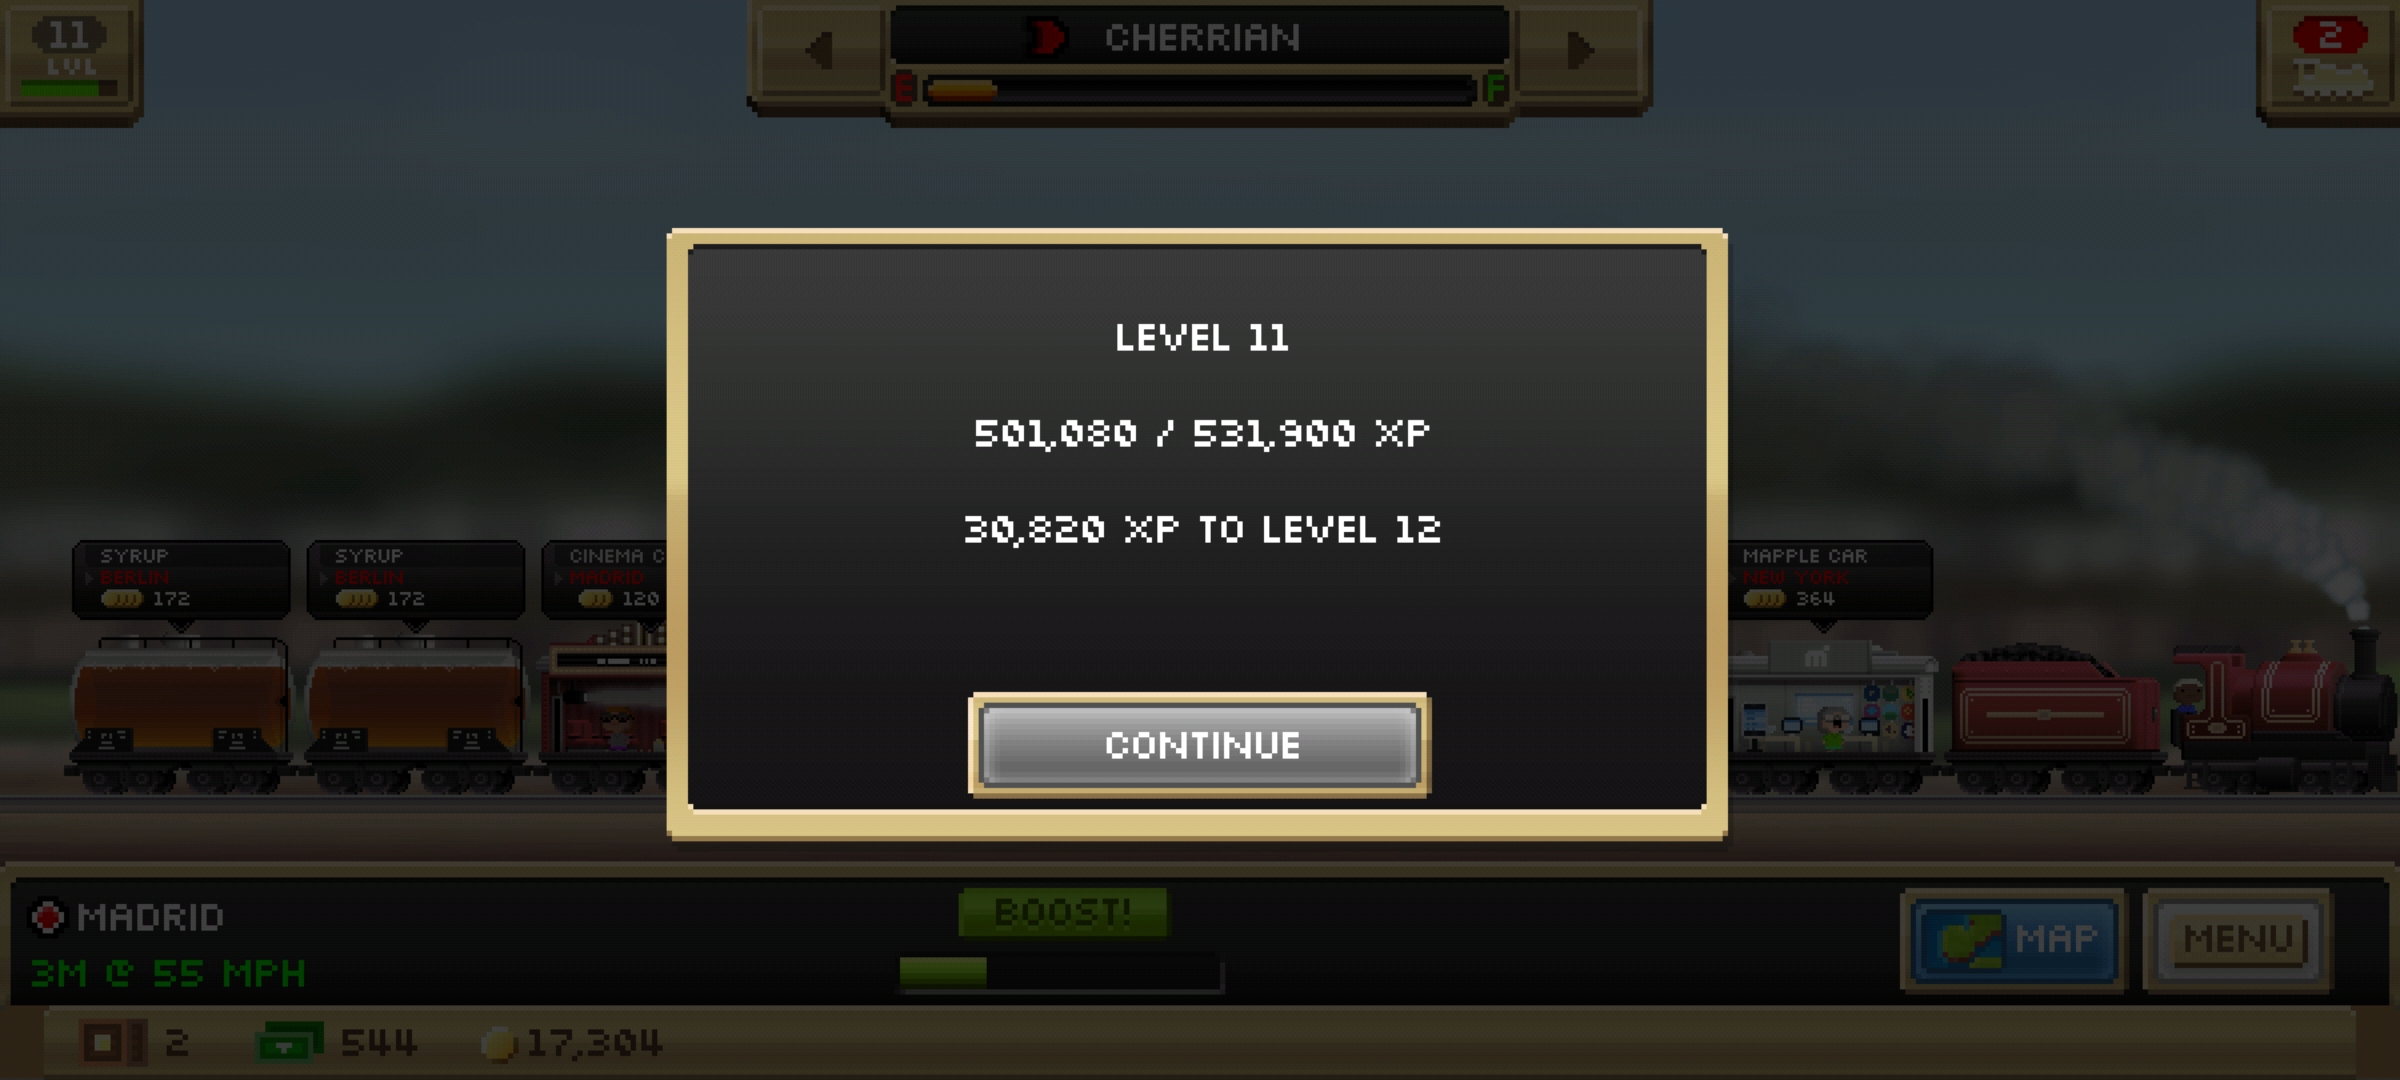 11
LVL
CHERRIAN
E
F
2
LEVEL 11
501,080 / 531,900 XP
30,820 XP TO LEVEL 12
SYRUP
BERLIN
172
SYRUP
BERLIN
172
CINEMA C
MADRID
120
MAPPLE CAR
NEW YORK
364
m
CONTINUE
MADRID
3M @ 55 MPH
BOOST!
MAP
MENU
2
544
17,304